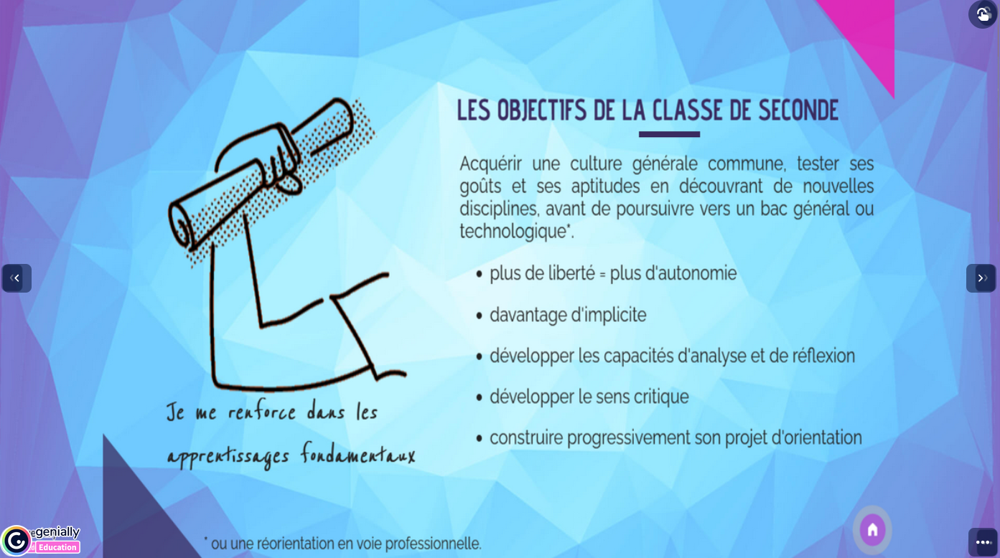 LES OBJECTIFS DE LA CLASSE DE SECONDE
Acquérir une culture générale commune, tester ses
goûts et ses aptitudes en découvrant de nouvelles
disciplines, avant de poursuivre vers un bac général ou
technologique*.
• plus de liberté = plus d'autonomie
• davantage d'implicite
• développer les capacités d'analyse et de réflexion
• développer le sens critique
• construire progressivement son projet d'orientation
Je me renforce dans les
apprentissages fondamentaux
* ou une réorientation en voie professionnelle.
genially
Education